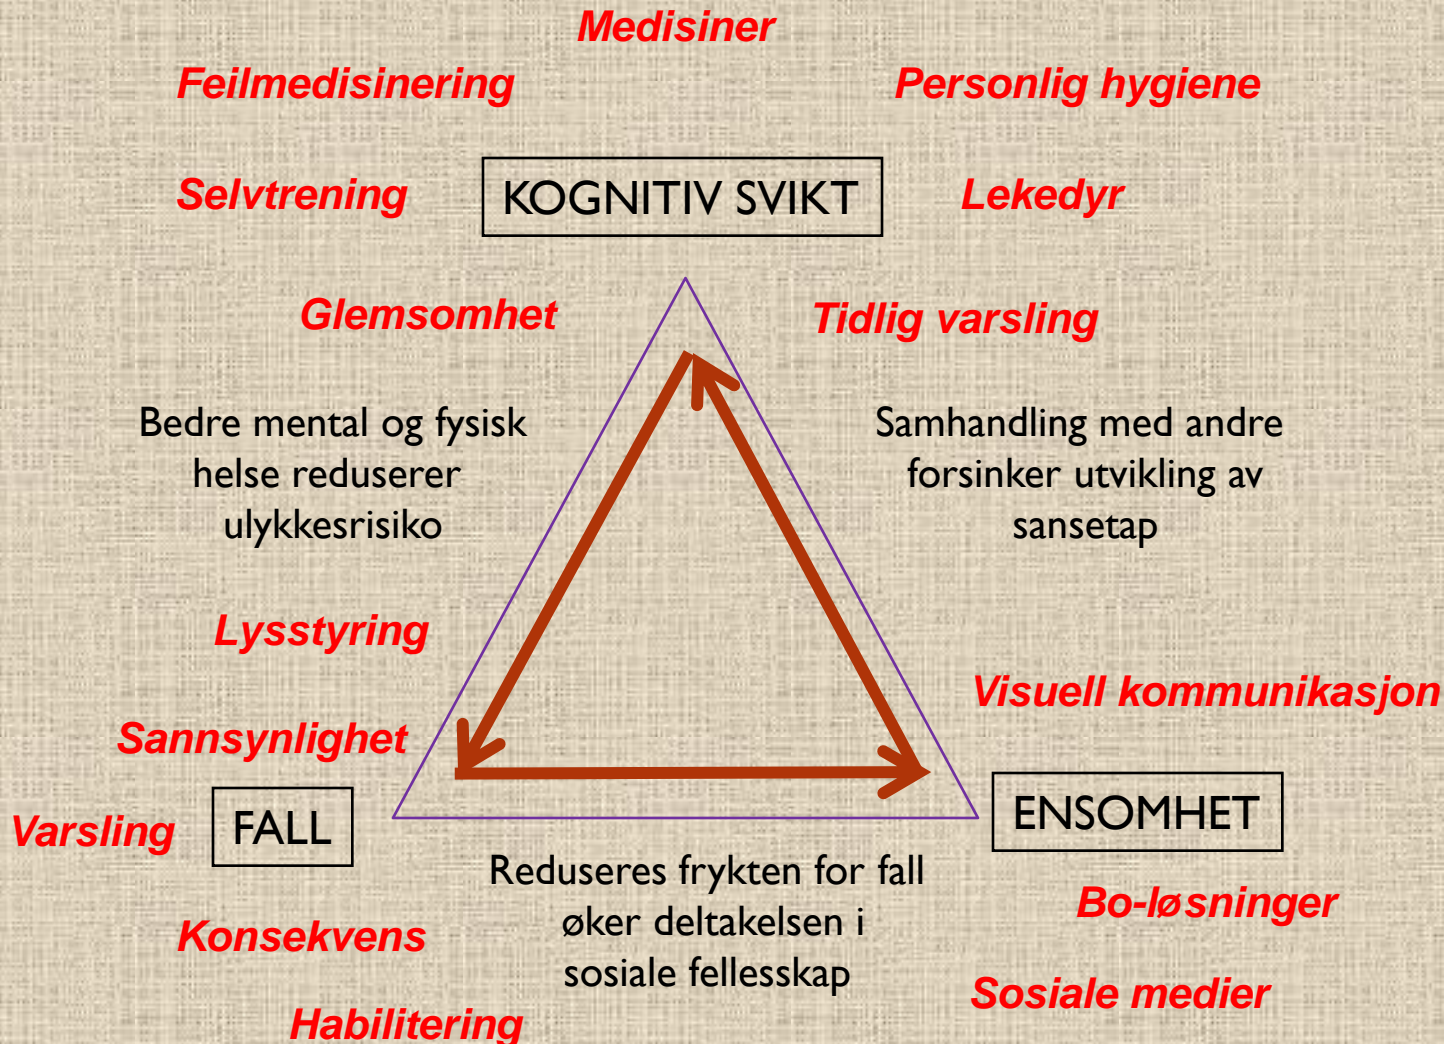 Medisiner
Feilmedisinering
Personlig hygiene
Selvtrening
KOGNITIV SVIKT
Lekedyr
Glemsomhet
Tidlig varsling
Bedre mental og fysisk
helse reduserer
ulykkesrisiko
Samhandling med andre
forsinker utvikling av
sansetap
Lysstyring
Visuell kommunikasjon
Sannsynlighet
Varsling
FALL
ENSOMHET
Reduseres frykten for fall
øker deltakelsen i
sosiale fellesskap
Bo-løsninger
Konsekvens
Sosiale medier
Habilitering